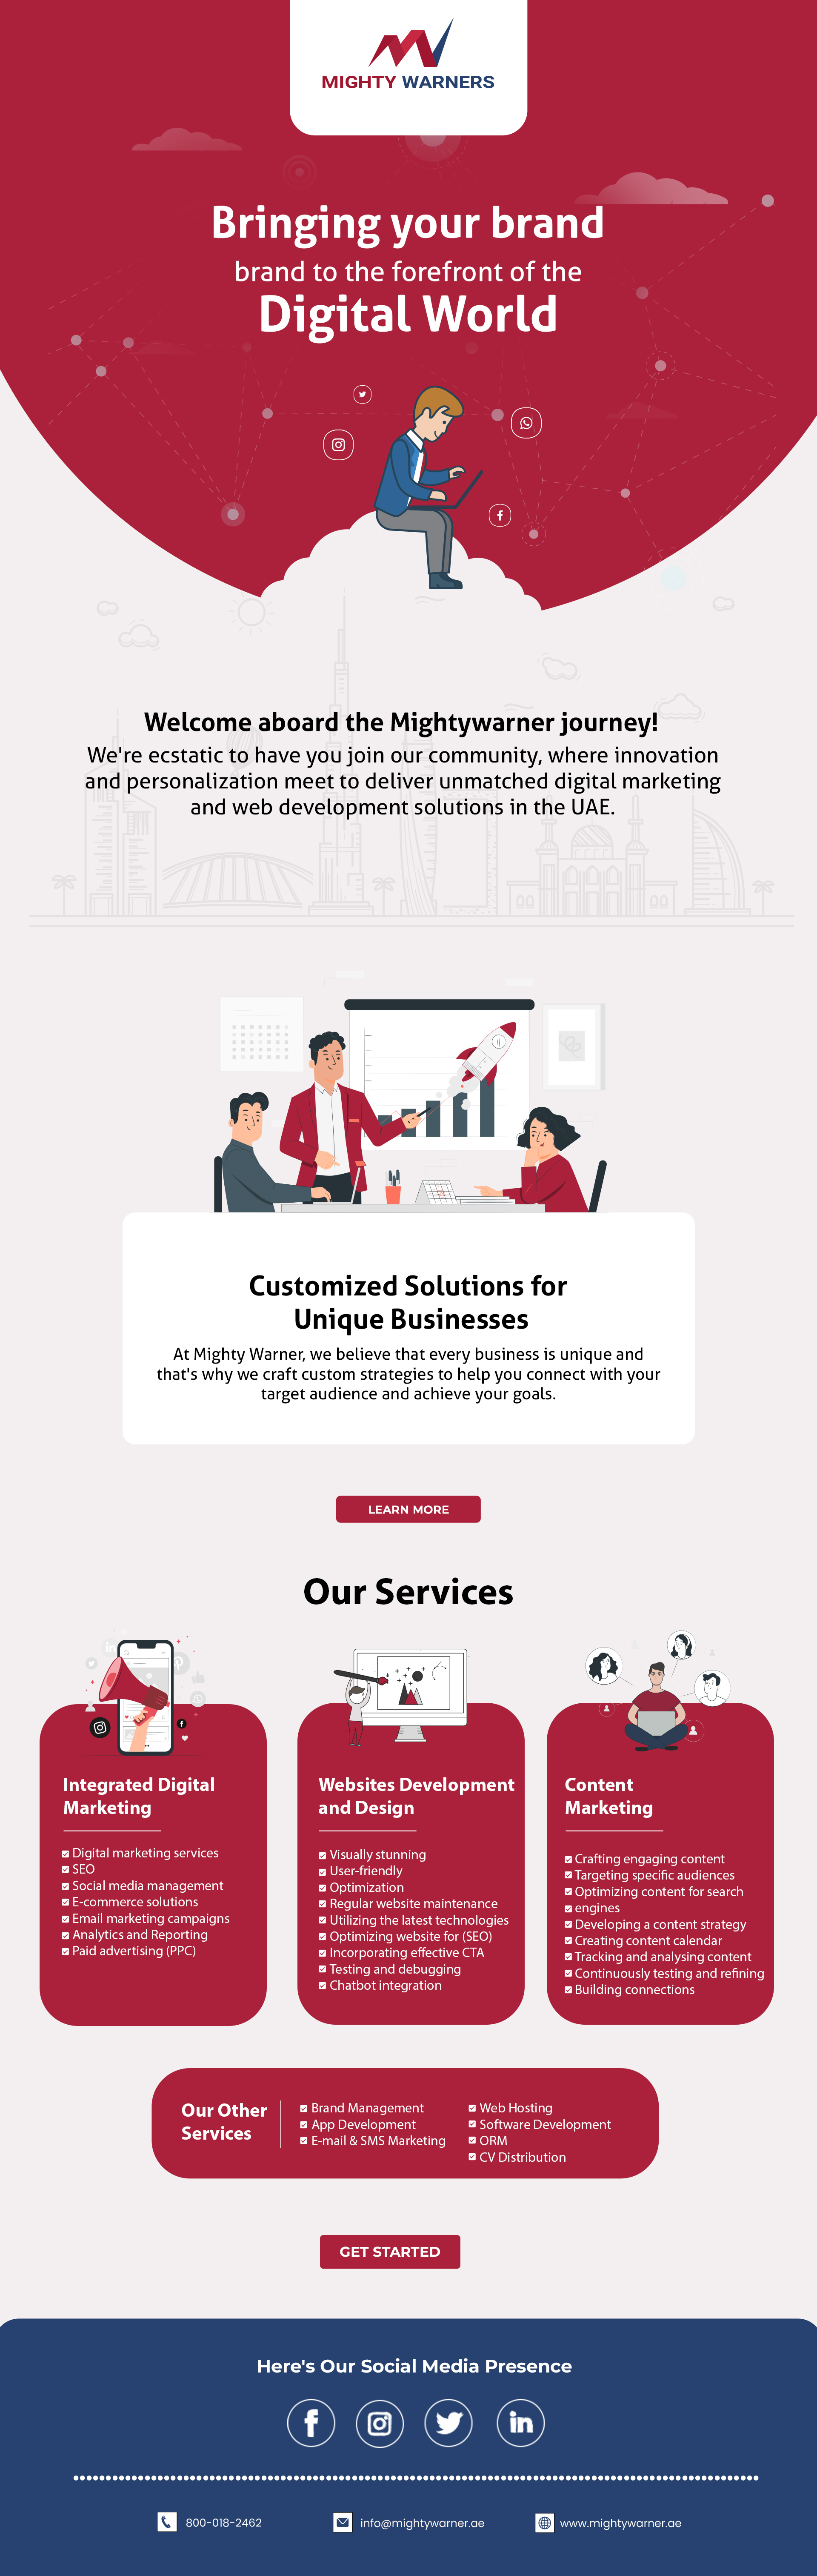 MIGHTY WARNERS
Bringing your brand
brand to the forefront of the
Digital World
Welcome aboard the Mightywarner journey!
We're ecstatic to have you join our community, where innovation
and personalization meet to deliver unmatched digital marketing
and web development solutions in the UAE.
Customized Solutions for
Unique Businesses
At Mighty Warner, we believe that every business is unique and
that's why we craft custom strategies to help you connect with your
target audience and achieve your goals.
LEARN MORE
Our Services
Integrated Digital
Marketing
Digital marketing services
SEO
Social media management
E-commerce solutions
Email marketing campaigns
Analytics and Reporting
Paid advertising (PPC)
Websites Development
and Design
Visually stunning
User-friendly
Optimization
Regular website maintenance
Utilizing the latest technologies
Optimizing website for (SEO)
Incorporating effective CTA
Testing and debugging
Chatbot integration
Content
Marketing
Crafting engaging content
Targeting specific audiences
Optimizing content for search
engines
Developing a content strategy
Creating content calendar
Tracking and analysing content
Continuously testing and refining
Building connections
Our Other
Services
Brand Management
App Development
E-mail & SMS Marketing
Web Hosting
Software Development
ORM
CV Distribution
GET STARTED
Here's Our Social Media Presence
800-018-2462
info@mightywarner.ae
www.mightywarner.ae